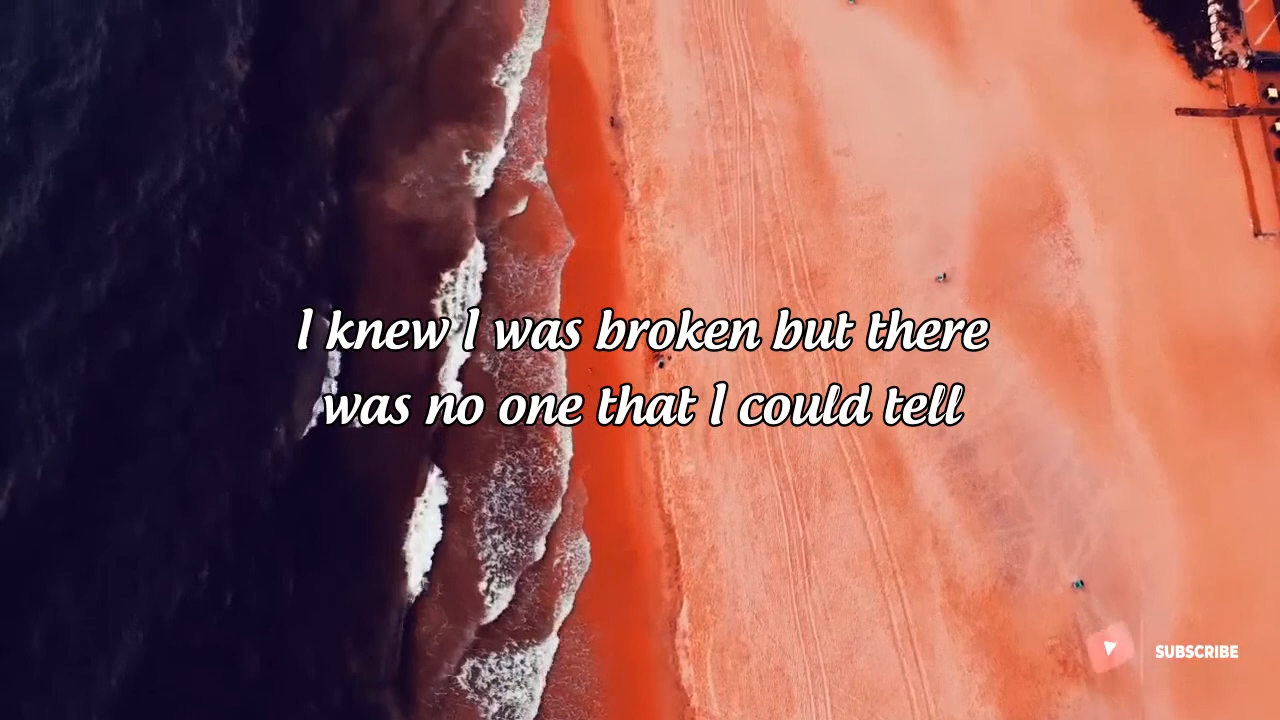 I knew I was broken but there
was no one that I could tell
SUBSCRIBE